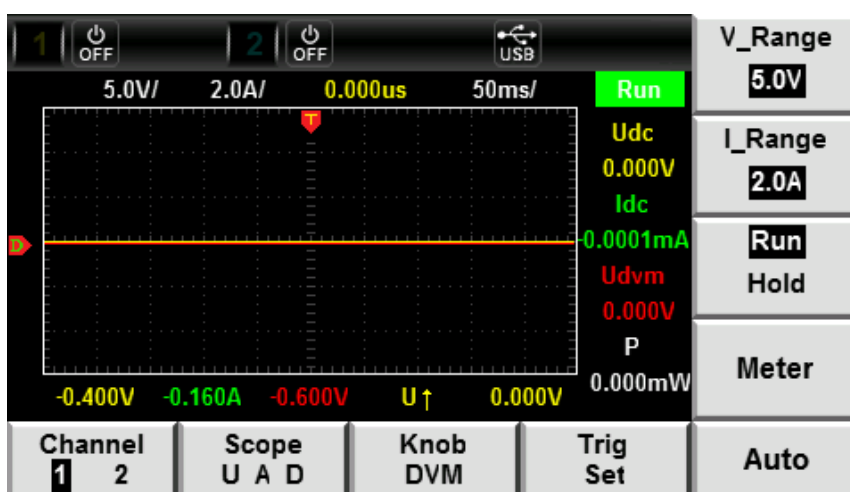 1 OFF 2 OFF USB
5.0V/ 2.0A/ 0.000us 50ms/ Run
T
Udc
0.000V
Idc
D
-0.0001mA
Udvm
0.000V
P
0.000mW
-0.400V -0.160A -0.600V U↑ 0.000V
V_Range
5.0V
I_Range
2.0A
Run
Hold
Meter
Channel
1 2
Scope
U A D
Knob
DVM
Trig
Set
Auto